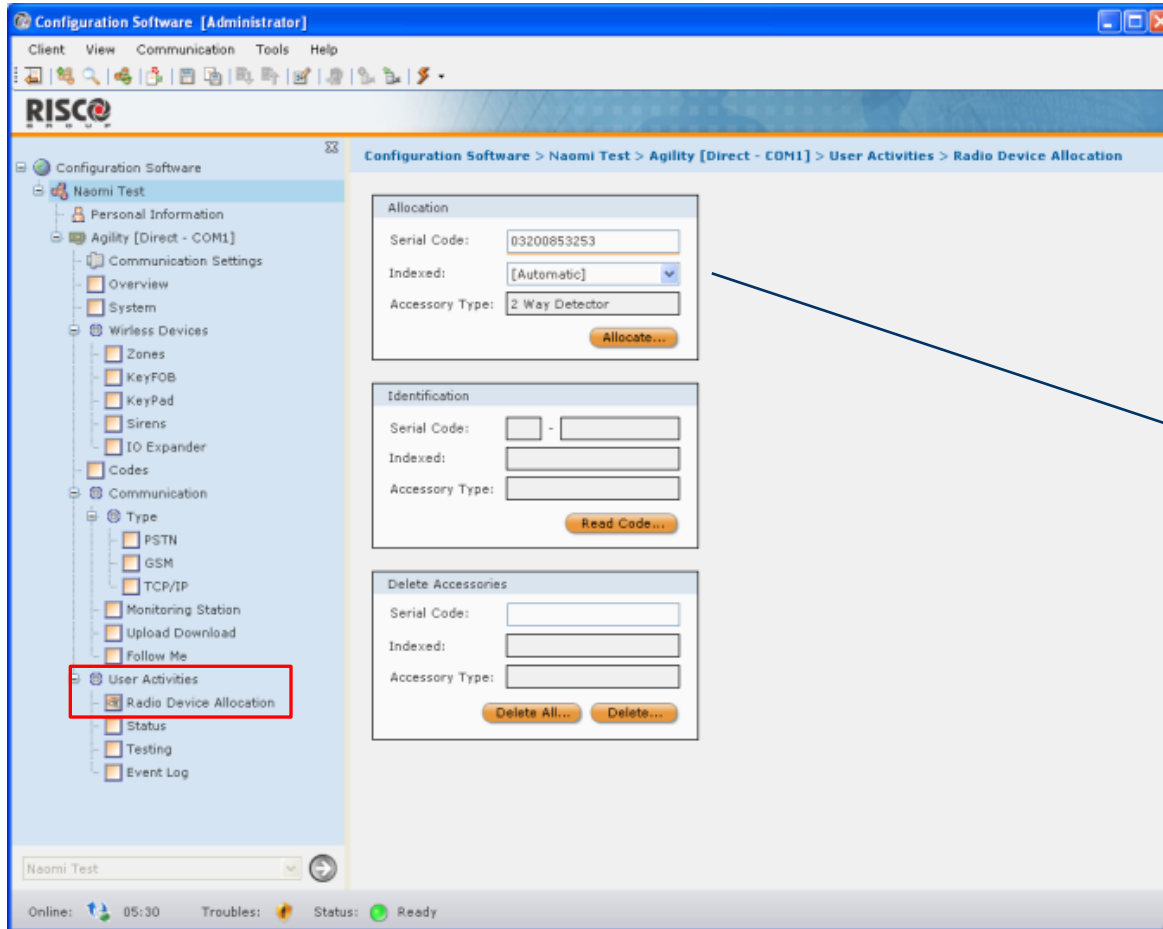 Configuration Software [Administrator]
Client View Communication Tools Help
RISCO
GROUP
Configuration Software > Naomi Test > Agility [Direct - COM1] > User Activities > Radio Device Allocation
Configuration Software
Naomi Test
Personal Information
Agility [Direct - COM1]
Communication Settings
Overview
System
Wirless Devices
Zones
KeyFOB
KeyPad
Sirens
IO Expander
Codes
Communication
Type
PSTN
GSM
TCP/IP
Monitoring Station
Upload Download
Follow Me
User Activities
Radio Device Allocation
Status
Testing
Event Log
Naomi Test
Allocation
Serial Code: 03200853253
Indexed: [Automatic]
Accessory Type: 2 Way Detector
Allocate...
Identification
Serial Code: -
Indexed:
Accessory Type:
Read Code...
Delete Accessories
Serial Code:
Indexed:
Accessory Type:
Delete All... Delete...
Online: 05:30 Troubles: Status: Ready